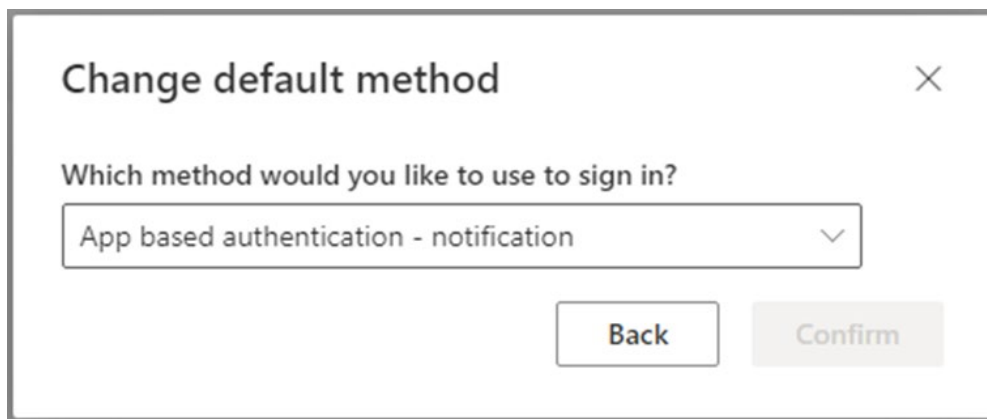 Change default method
Which method would you like to use to sign in?
App based authentication - notification
Back
Confirm